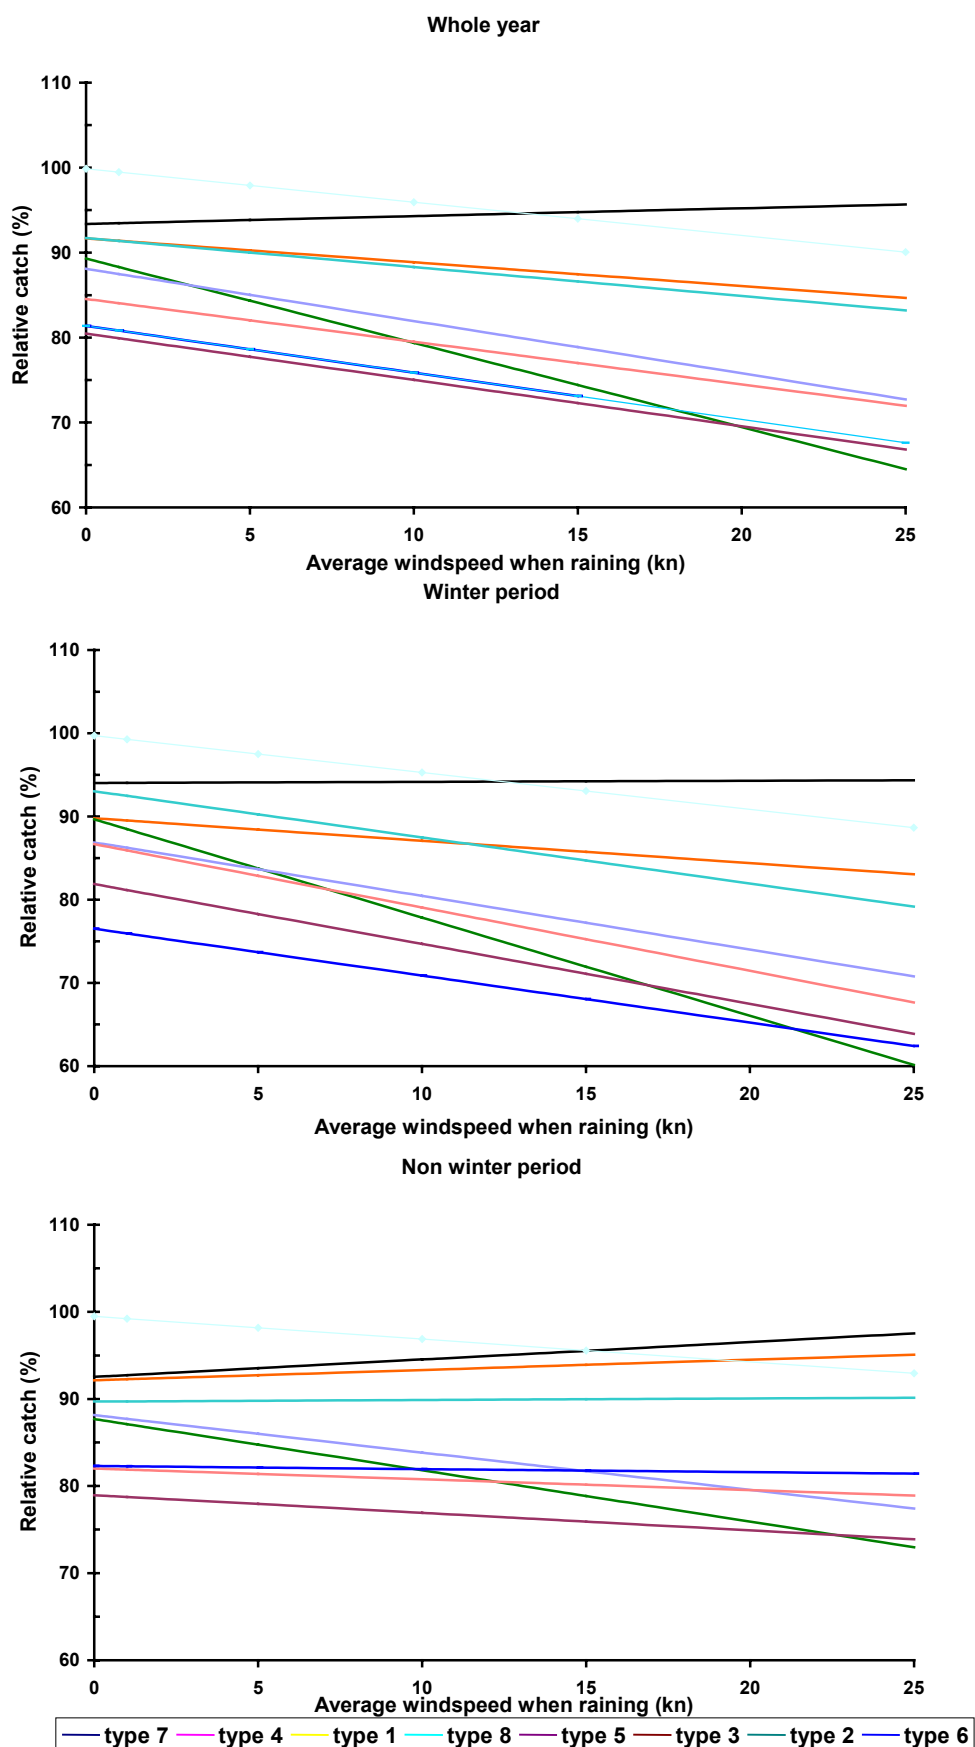 Whole year
110
100
90
80
70
60
Relative catch (%)
0 5 10 15 20 25
Average windspeed when raining (kn)
Winter period
110
100
90
80
70
60
Relative catch (%)
0 5 10 15 20 25
Average windspeed when raining (kn)
Non winter period
110
100
90
80
70
60
Relative catch (%)
0 5 10 15 20 25
Average windspeed when raining (kn)
type 7 type 4 type 1 type 8 type 5 type 3 type 2 type 6